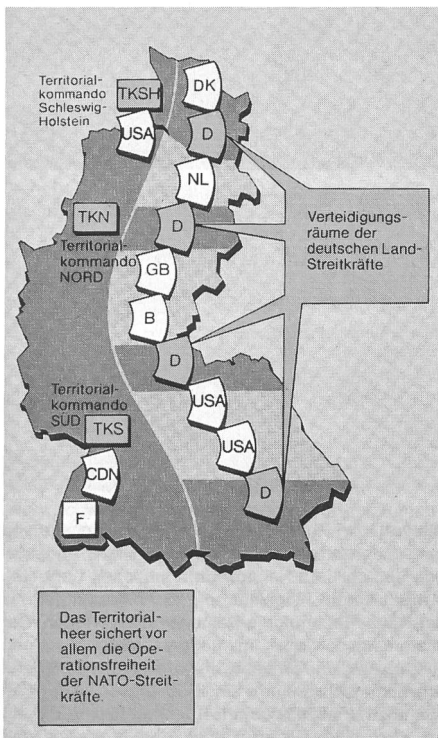 Territorial-
kommando
Schleswig-
Holstein
TKSH
DK
USA
D
NL
TKN
D
Territorial-
kommando
NORD
Verteidigungs-
räume der
deutschen Land-
Streitkräfte
GB
B
D
Territorial-
kommando
SÜD
USA
TKS
USA
CDN
D
F
Das Territorial-
heer sichert vor
allem die Ope-
rationsfreiheit
der NATO-Streit-
kräfte.